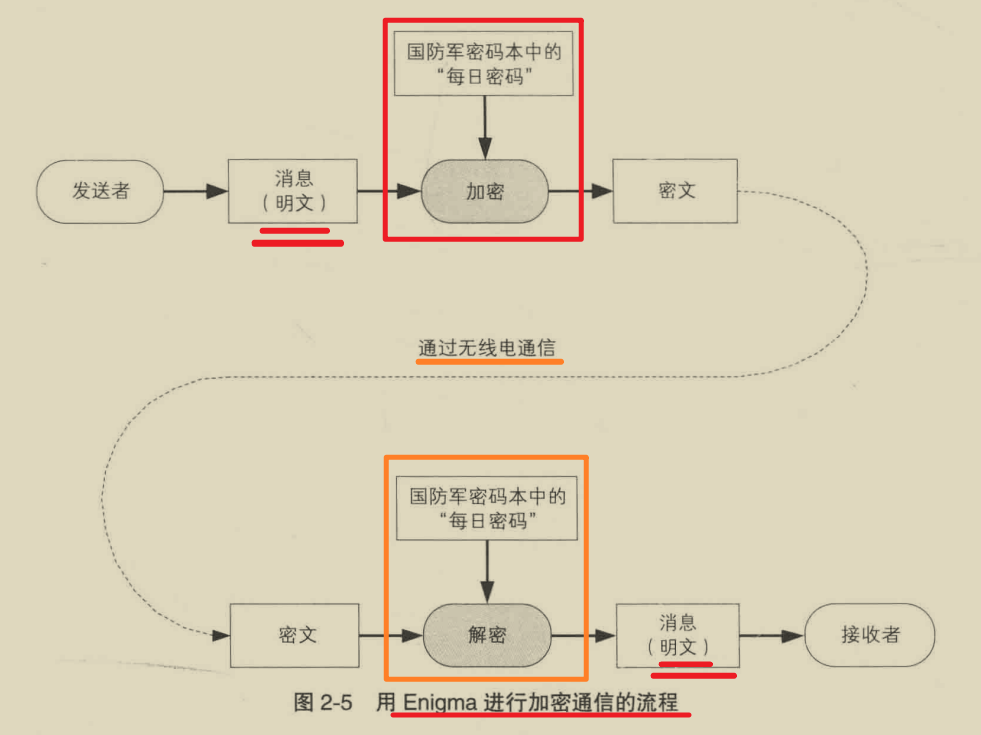 国防军密码本中的
“每日密码”
发送者
消息
（明文）
加密
密文
通过无线电通信
国防军密码本中的
“每日密码”
密文
解密
消息
（明文）
接收者
图 2-5 用 Enigma 进行加密通信的流程